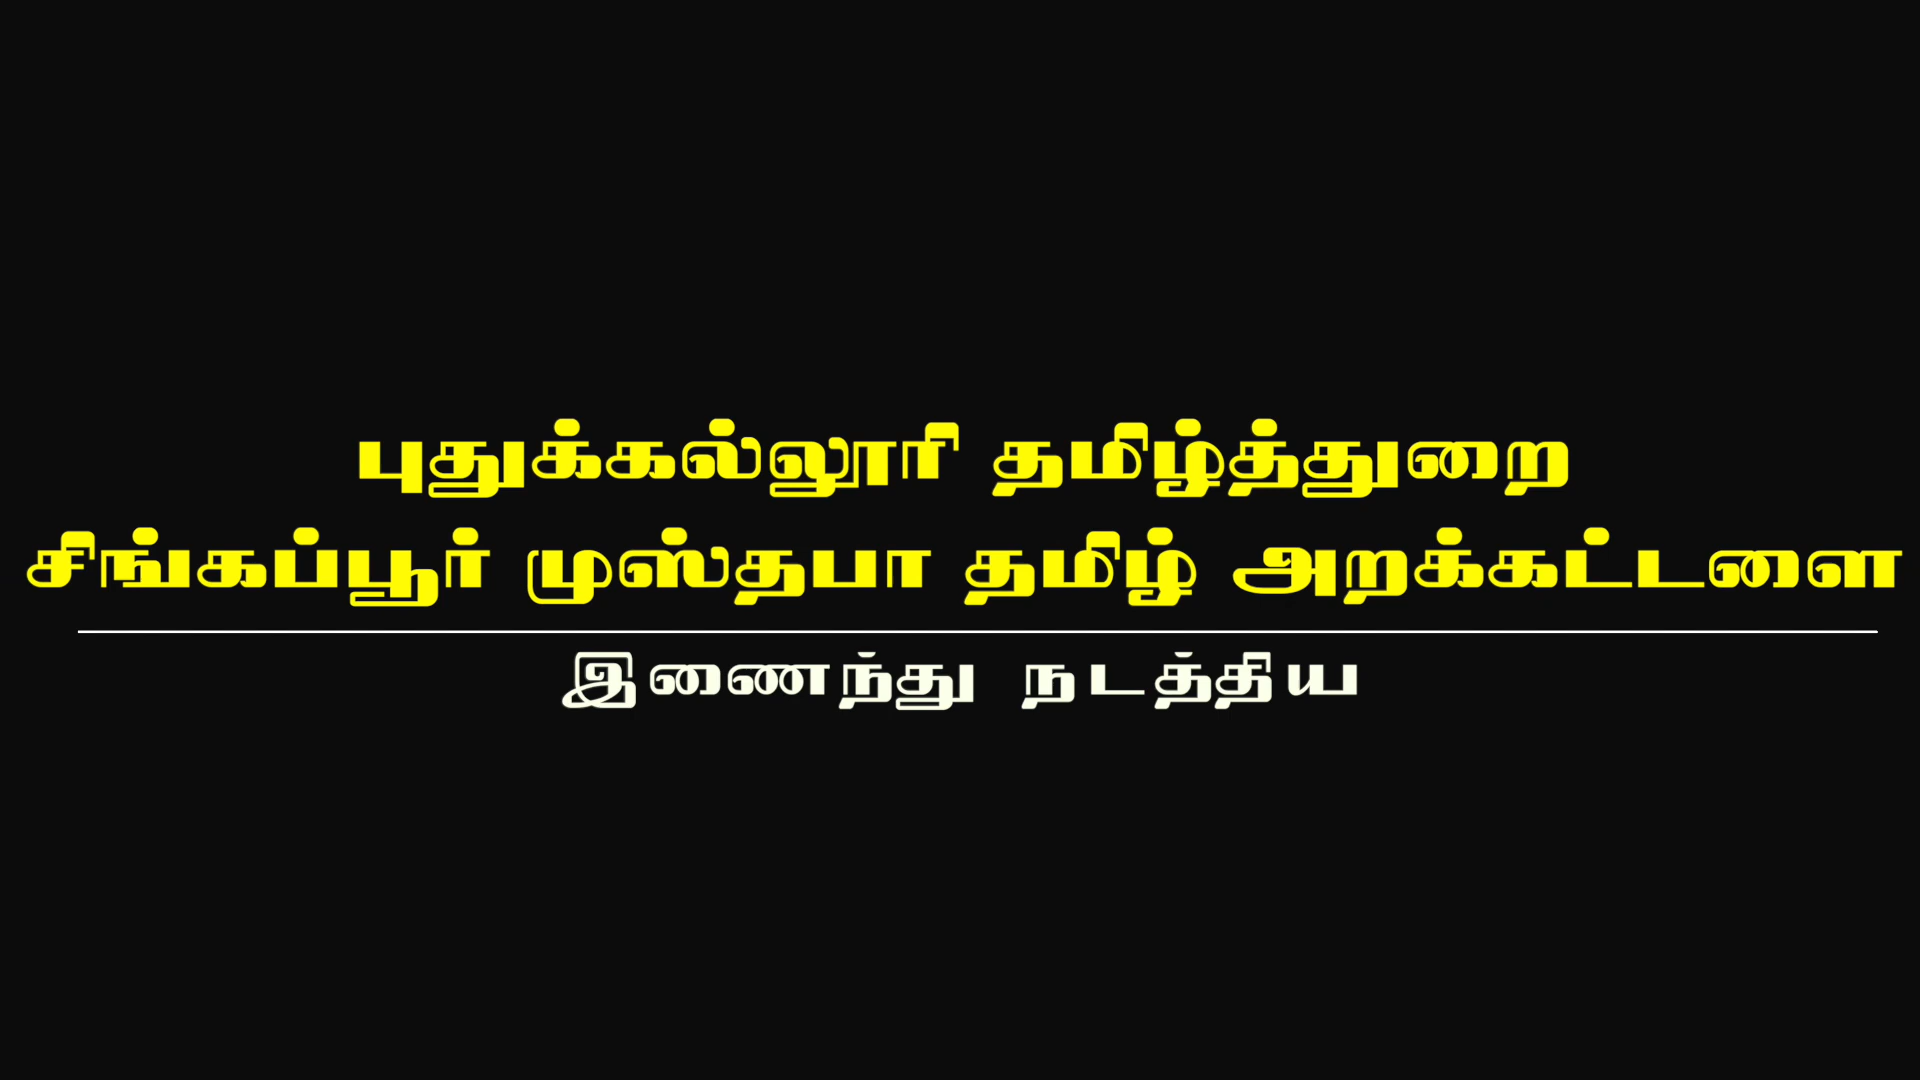 புதுக்கல்லூரி தமிழ்த்துறை
சிங்கப்பூர் முஸ்தபா தமிழ் அறக்கட்டளை
இணைந்து நடத்திய